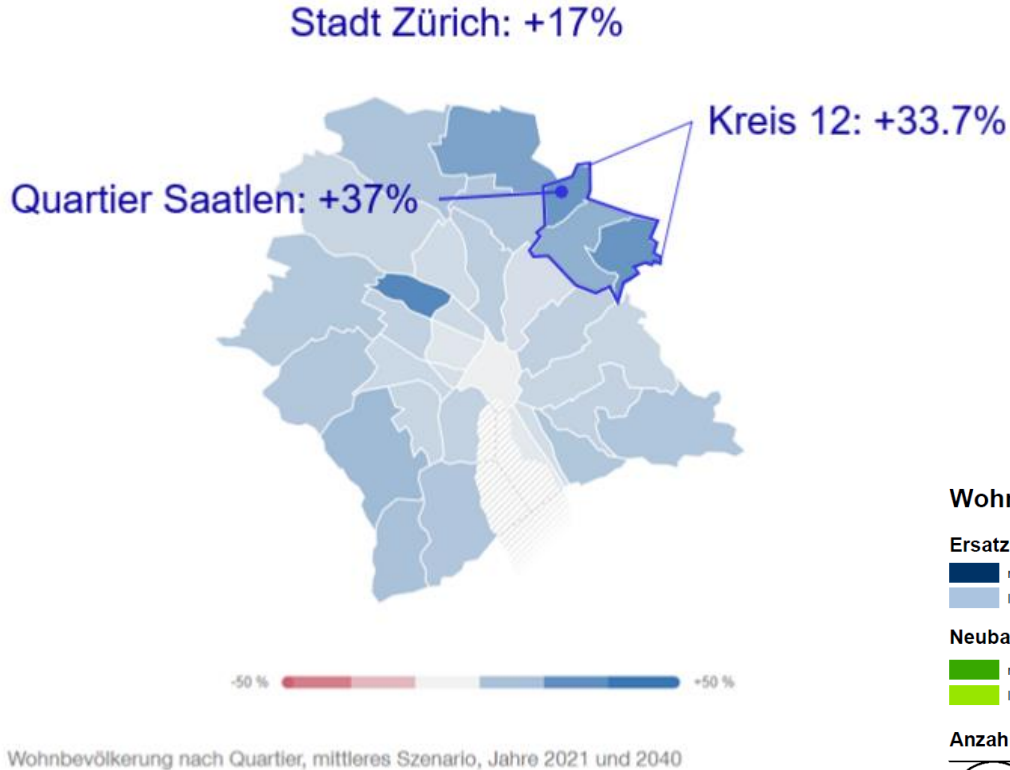 Stadt Zürich: +17%
Kreis 12: +33.7%
Quartier Saatlen: +37%
-50 %
+50 %
Wohnbevölkerung nach Quartier, mittleres Szenario, Jahre 2021 und 2040
Ersatz
Neuba
Anzah